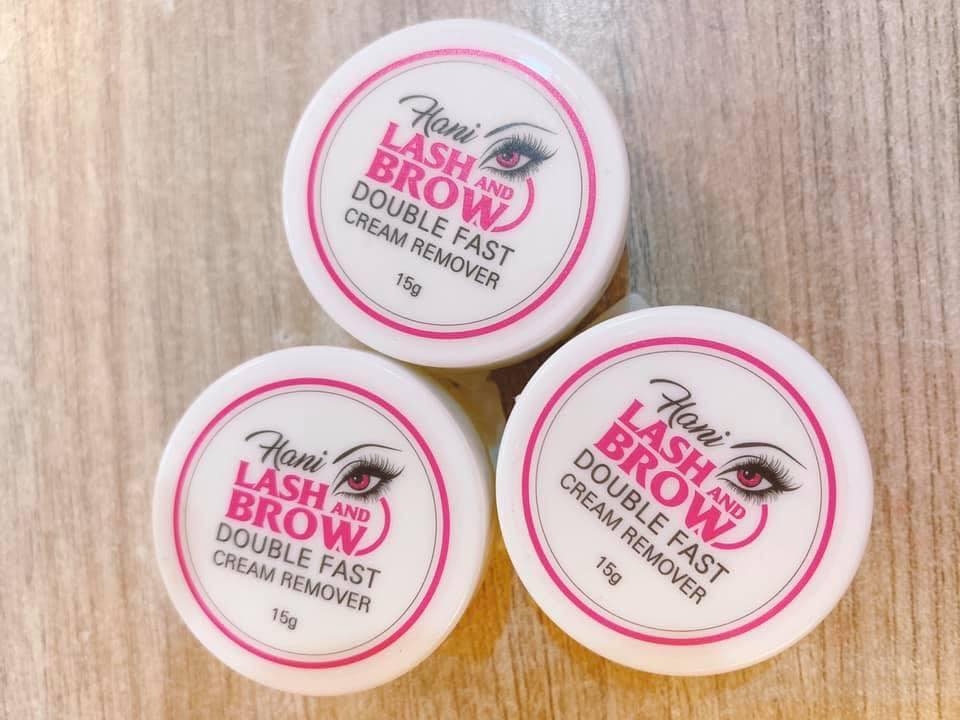 Hani
LASH AND
BROW
DOUBLE FAST
CREAM REMOVER
15g
Hani
LASH AND
BROW
DOUBLE FAST
CREAM REMOVER
15g
Hani
LASH AND
BROW
DOUBLE FAST
CREAM REMOVER
15g